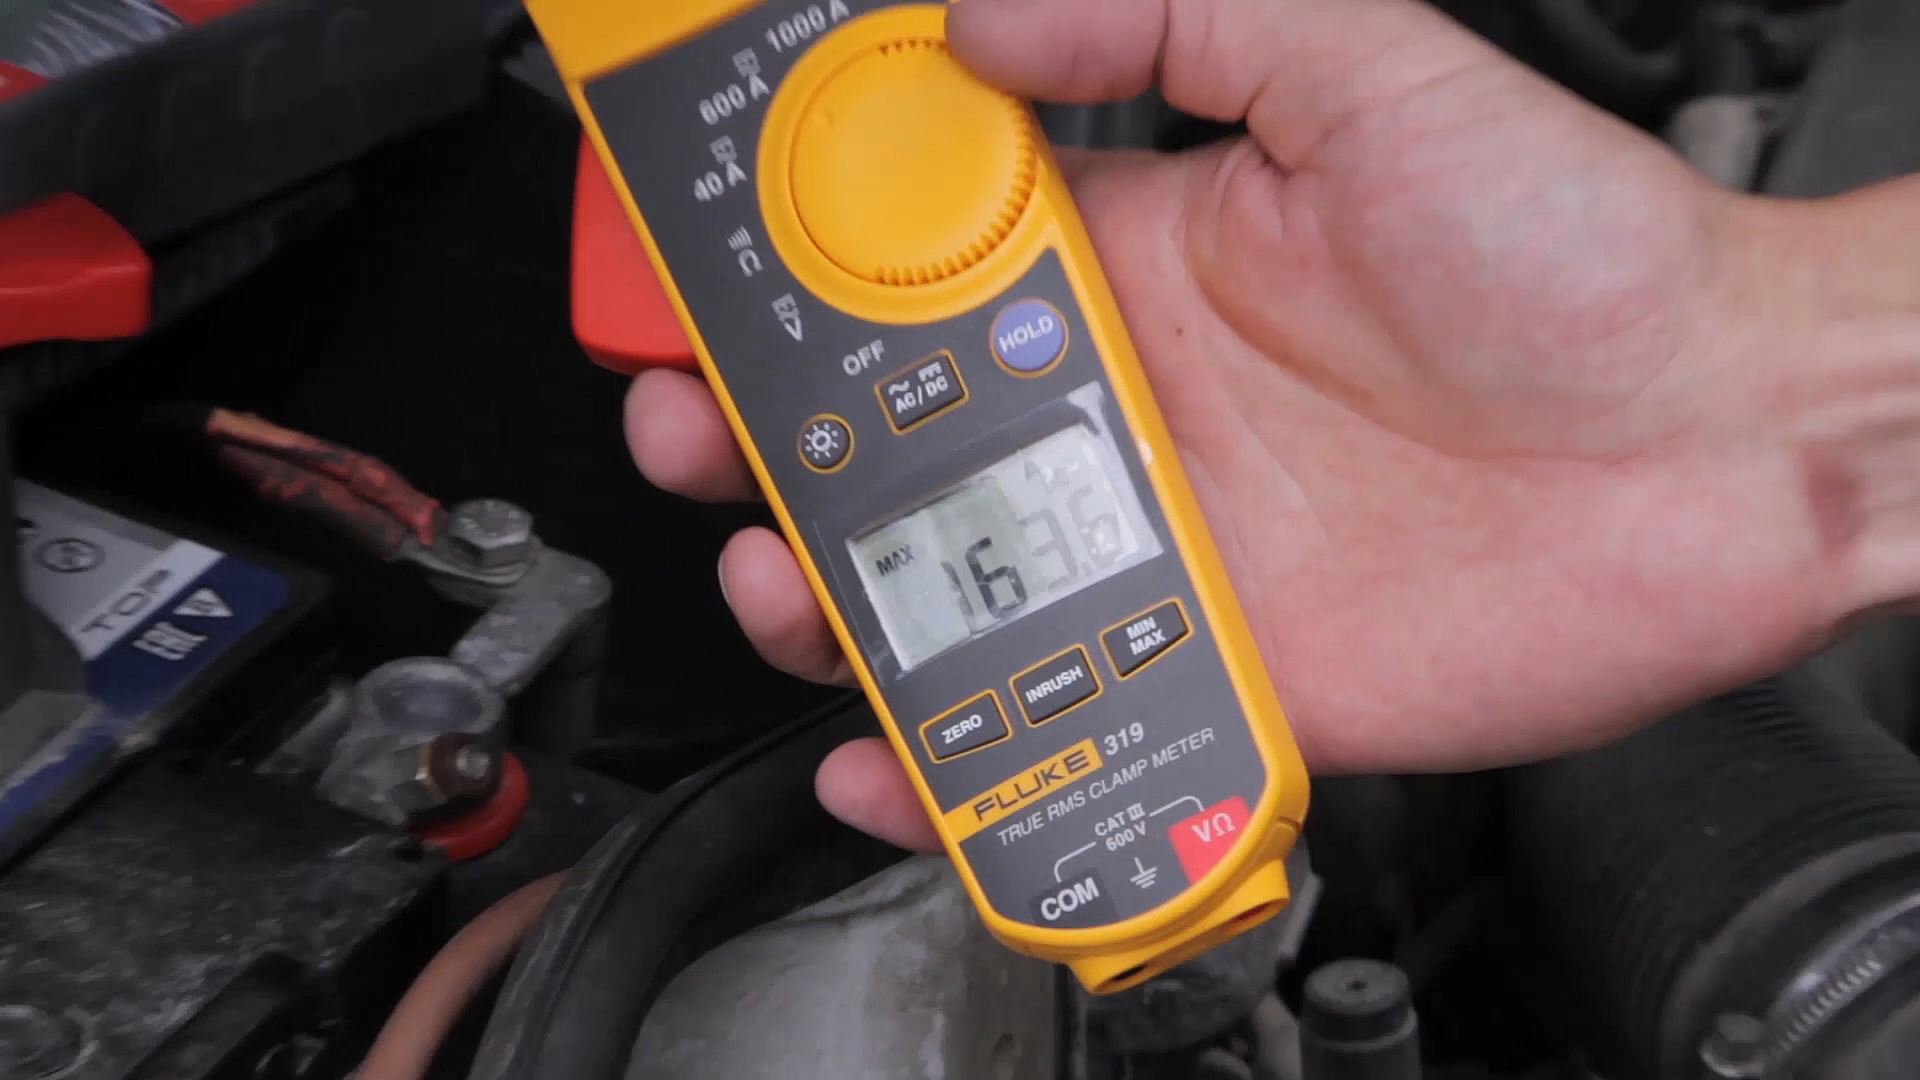 1000 A
600 A
40 A
Ω
V
OFF
AC / DC
HOLD
MAX
A
163.6
ZERO
INRUSH
MIN
MAX
FLUKE 319
TRUE RMS CLAMP METER
CAT III
600 V
COM
VΩ
TOP